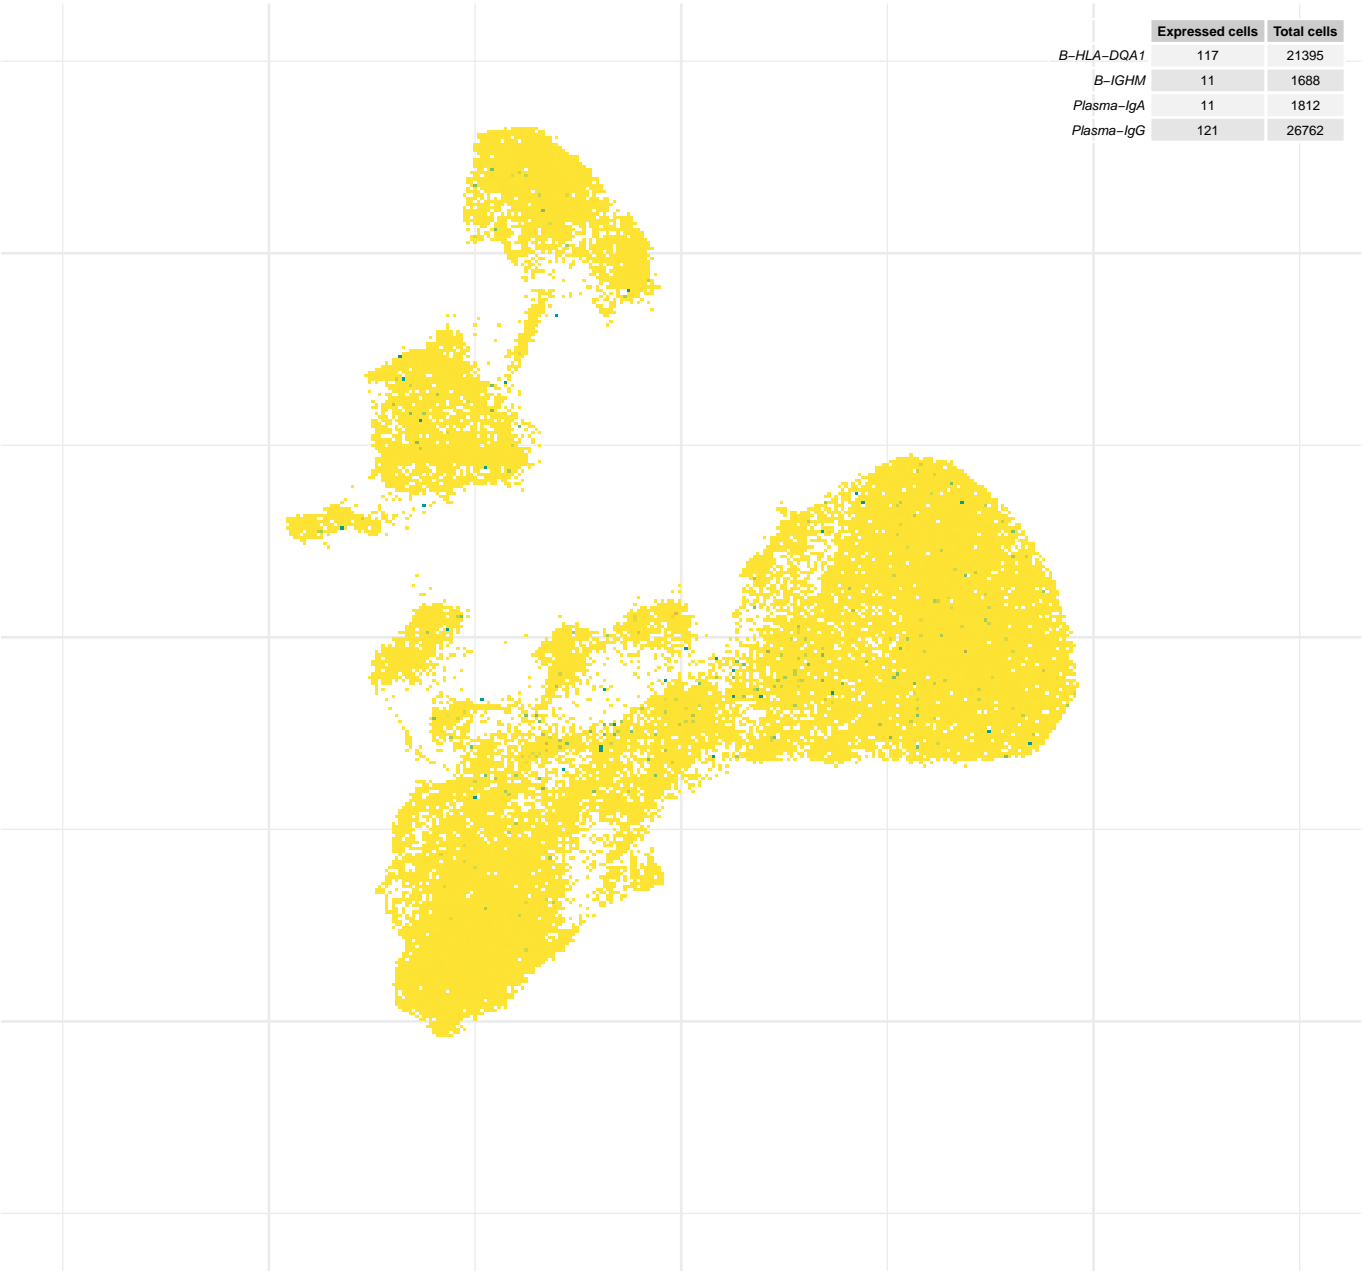 Expressed cells Total cells
B−HLA−DQA1 117 21395
B−IGHM 11 1688
Plasma−IgA 11 1812
Plasma−IgG 121 26762